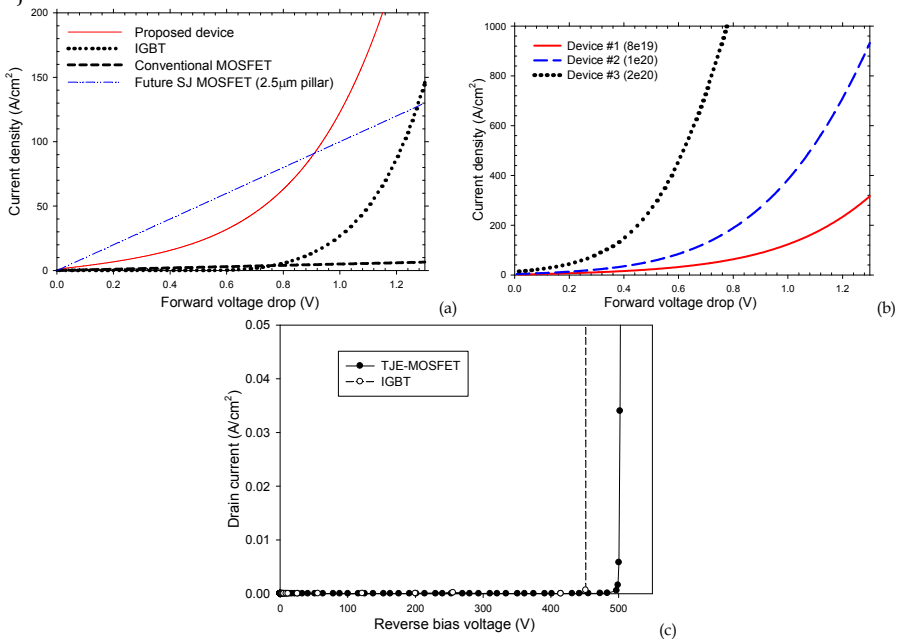 200
150
100
50
0
Current density (A/cm²)
Proposed device
IGBT
Conventional MOSFET
Future SJ MOSFET (2.5μm pillar)
0.0 0.2 0.4 0.6 0.8 1.0 1.2
Forward voltage drop (V)
(a)
1000
800
600
400
200
0
Current density (A/cm²)
Device #1 (8e19)
Device #2 (1e20)
Device #3 (2e20)
0.0 0.2 0.4 0.6 0.8 1.0 1.2
Forward voltage drop (V)
(b)
0.05
0.04
0.03
0.02
0.01
0.00
Drain current (A/cm²)
TJE-MOSFET
IGBT
0 100 200 300 400 500
Reverse bias voltage (V)
(c)